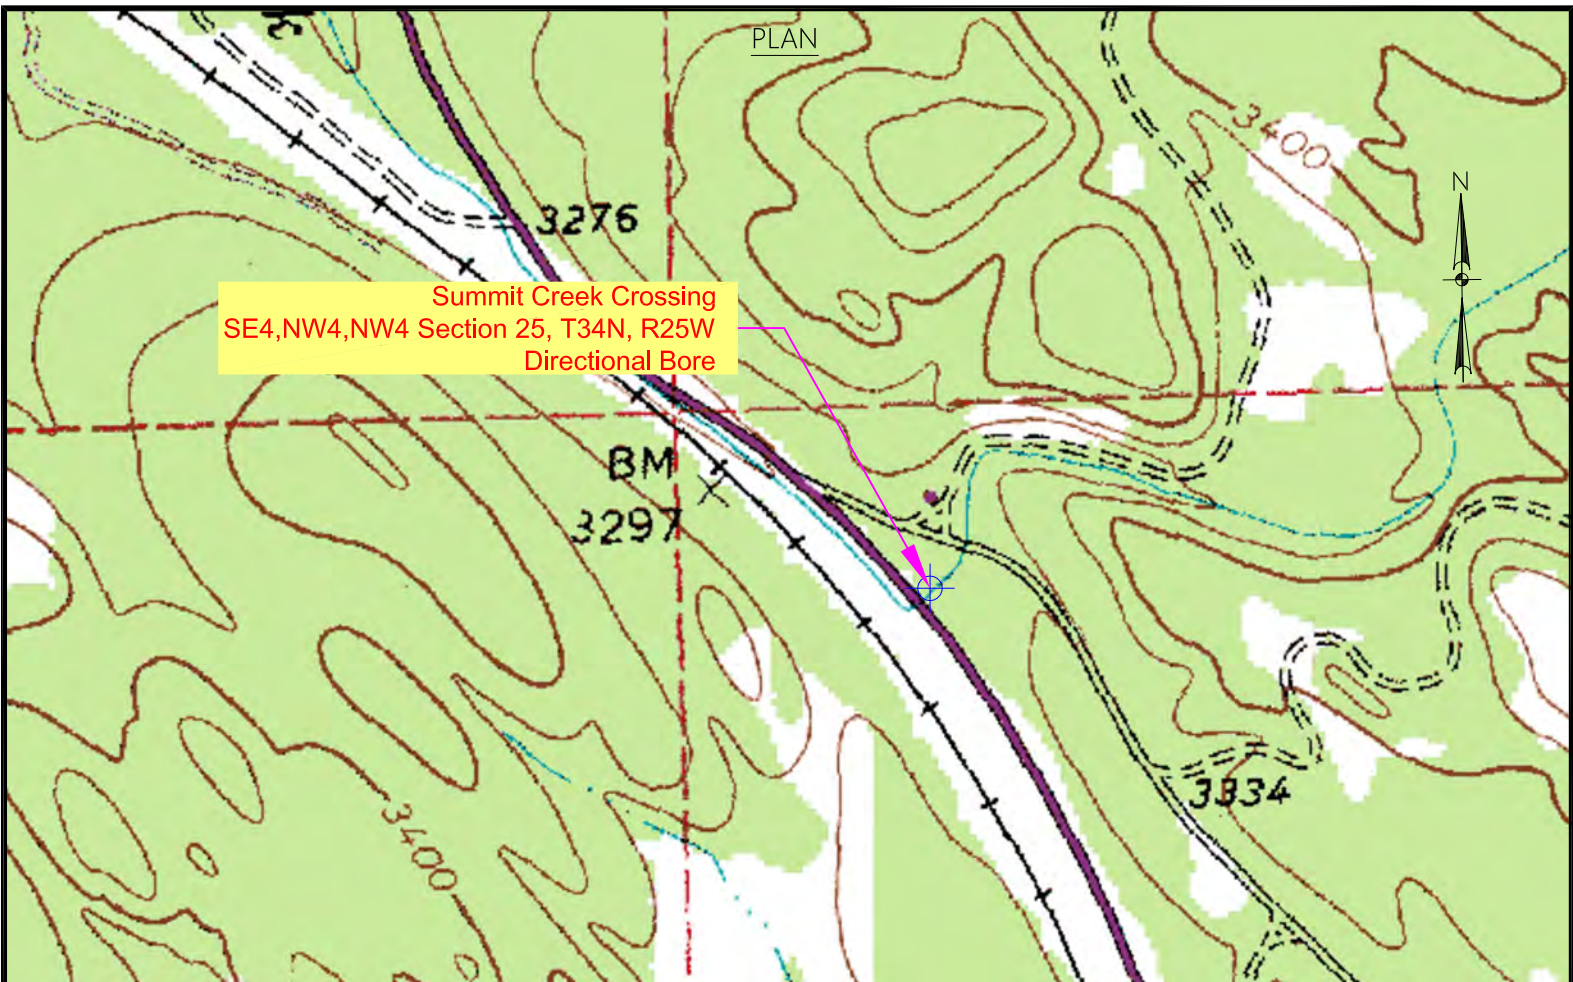 PLAN
3400
N
3276
Summit Creek Crossing
SE4,NW4,NW4 Section 25, T34N, R25W
Directional Bore
BM
3297
3334
3400